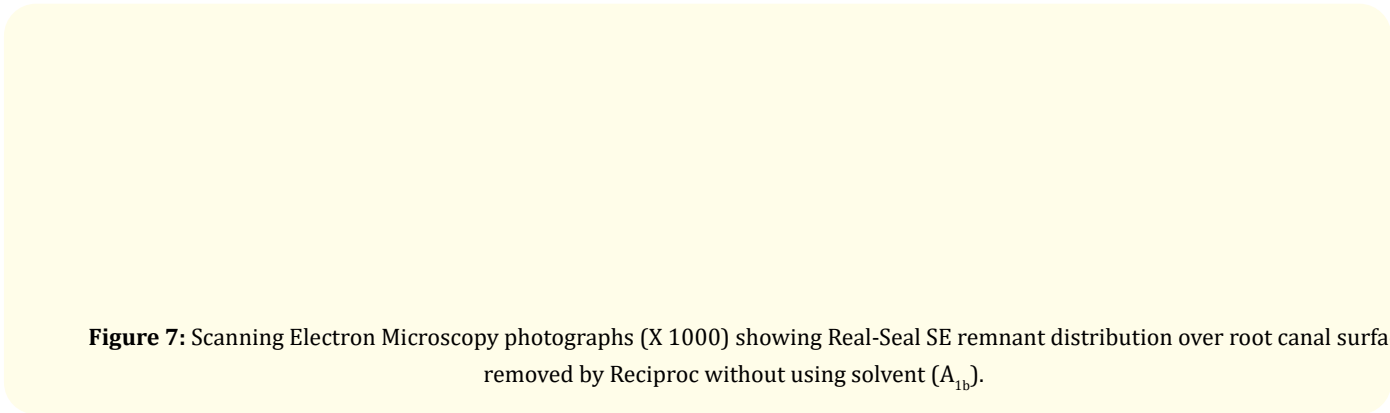 Figure 7: Scanning Electron Microscopy photographs (X 1000) showing Real-Seal SE remnant distribution over root canal surfa
removed by Reciproc without using solvent (A1b).